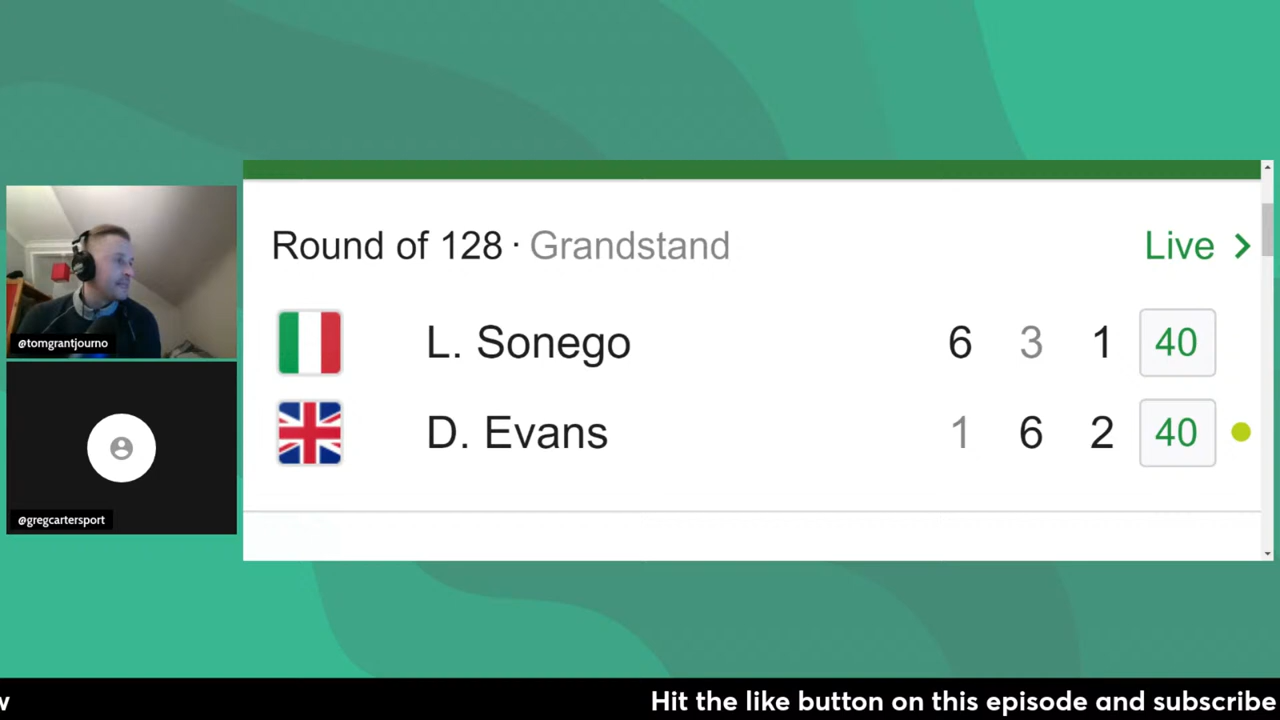 Round of 128 · Grandstand
Live
L. Sonego 6 3 1 40
D. Evans 1 6 2 40
@tomgrantjourno
@gregcartersport
Hit the like button on this episode and subscribe